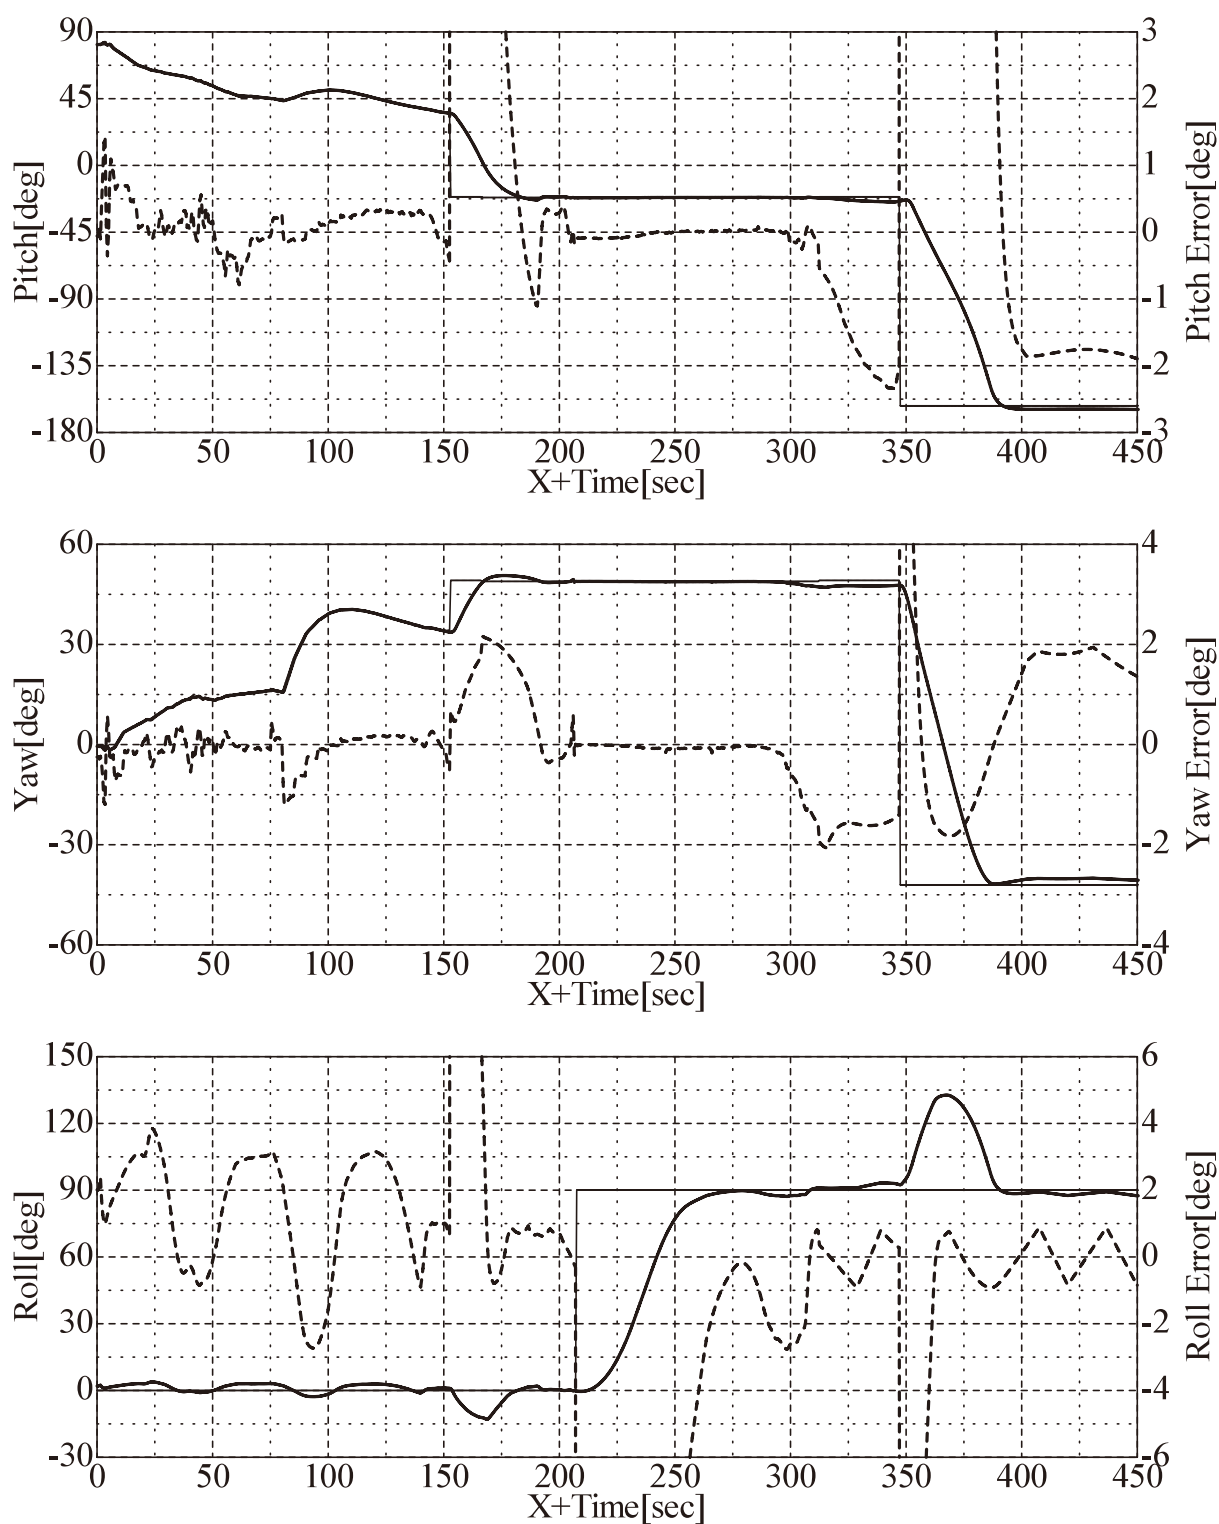 90 3
45 2
0 1
-45 0
-90 -1
-135 -2
-180 -3
Pitch[deg]
Pitch Error[deg]
0 50 100 150 200 250 300 350 400 450
X+Time[sec]
60 4
30 2
0 0
-30 -2
-60 -4
Yaw[deg]
Yaw Error[deg]
0 50 100 150 200 250 300 350 400 450
X+Time[sec]
150 6
120 4
90 2
60 0
30 -2
0 -4
-30 -6
Roll[deg]
Roll Error[deg]
0 50 100 150 200 250 300 350 400 450
X+Time[sec]